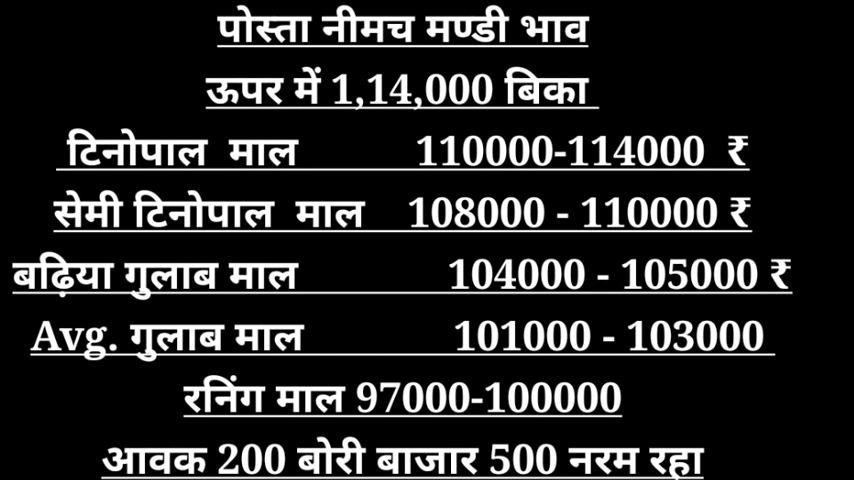 पोस्ता नीमच मण्डी भाव
ऊपर में 1,14,000 बिका
टिनोपाल माल 110000-114000 ₹
सेमी टिनोपाल माल 108000 - 110000 ₹
बढ़िया गुलाब माल 104000 - 105000 ₹
Avg. गुलाब माल 101000 - 103000
रनिंग माल 97000-100000
आवक 200 बोरी बाजार 500 नरम रहा